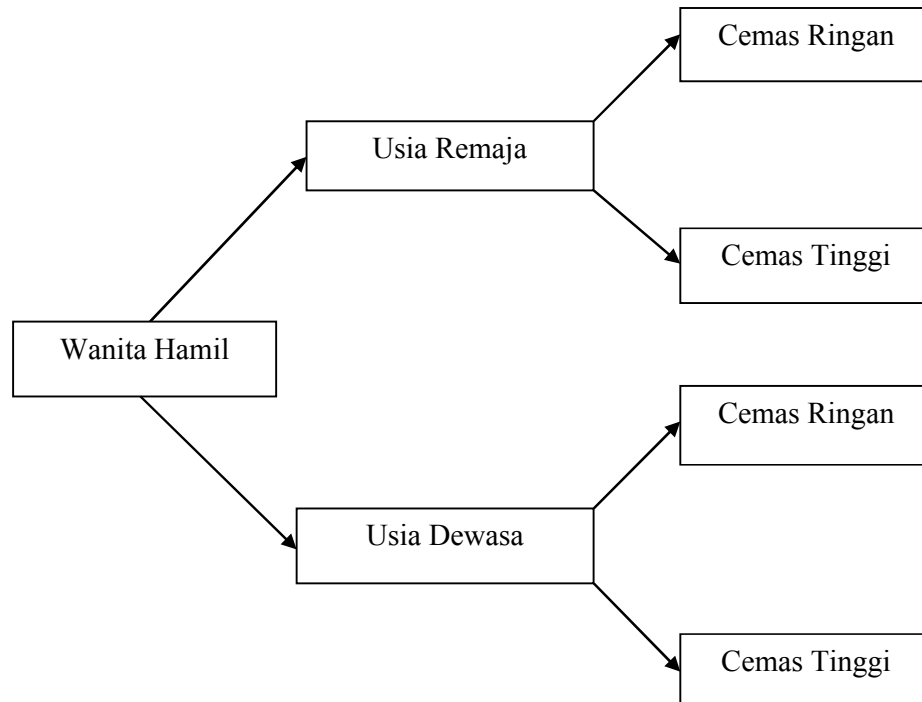 Cemas Ringan
Usia Remaja
Cemas Tinggi
Wanita Hamil
Cemas Ringan
Usia Dewasa
Cemas Tinggi